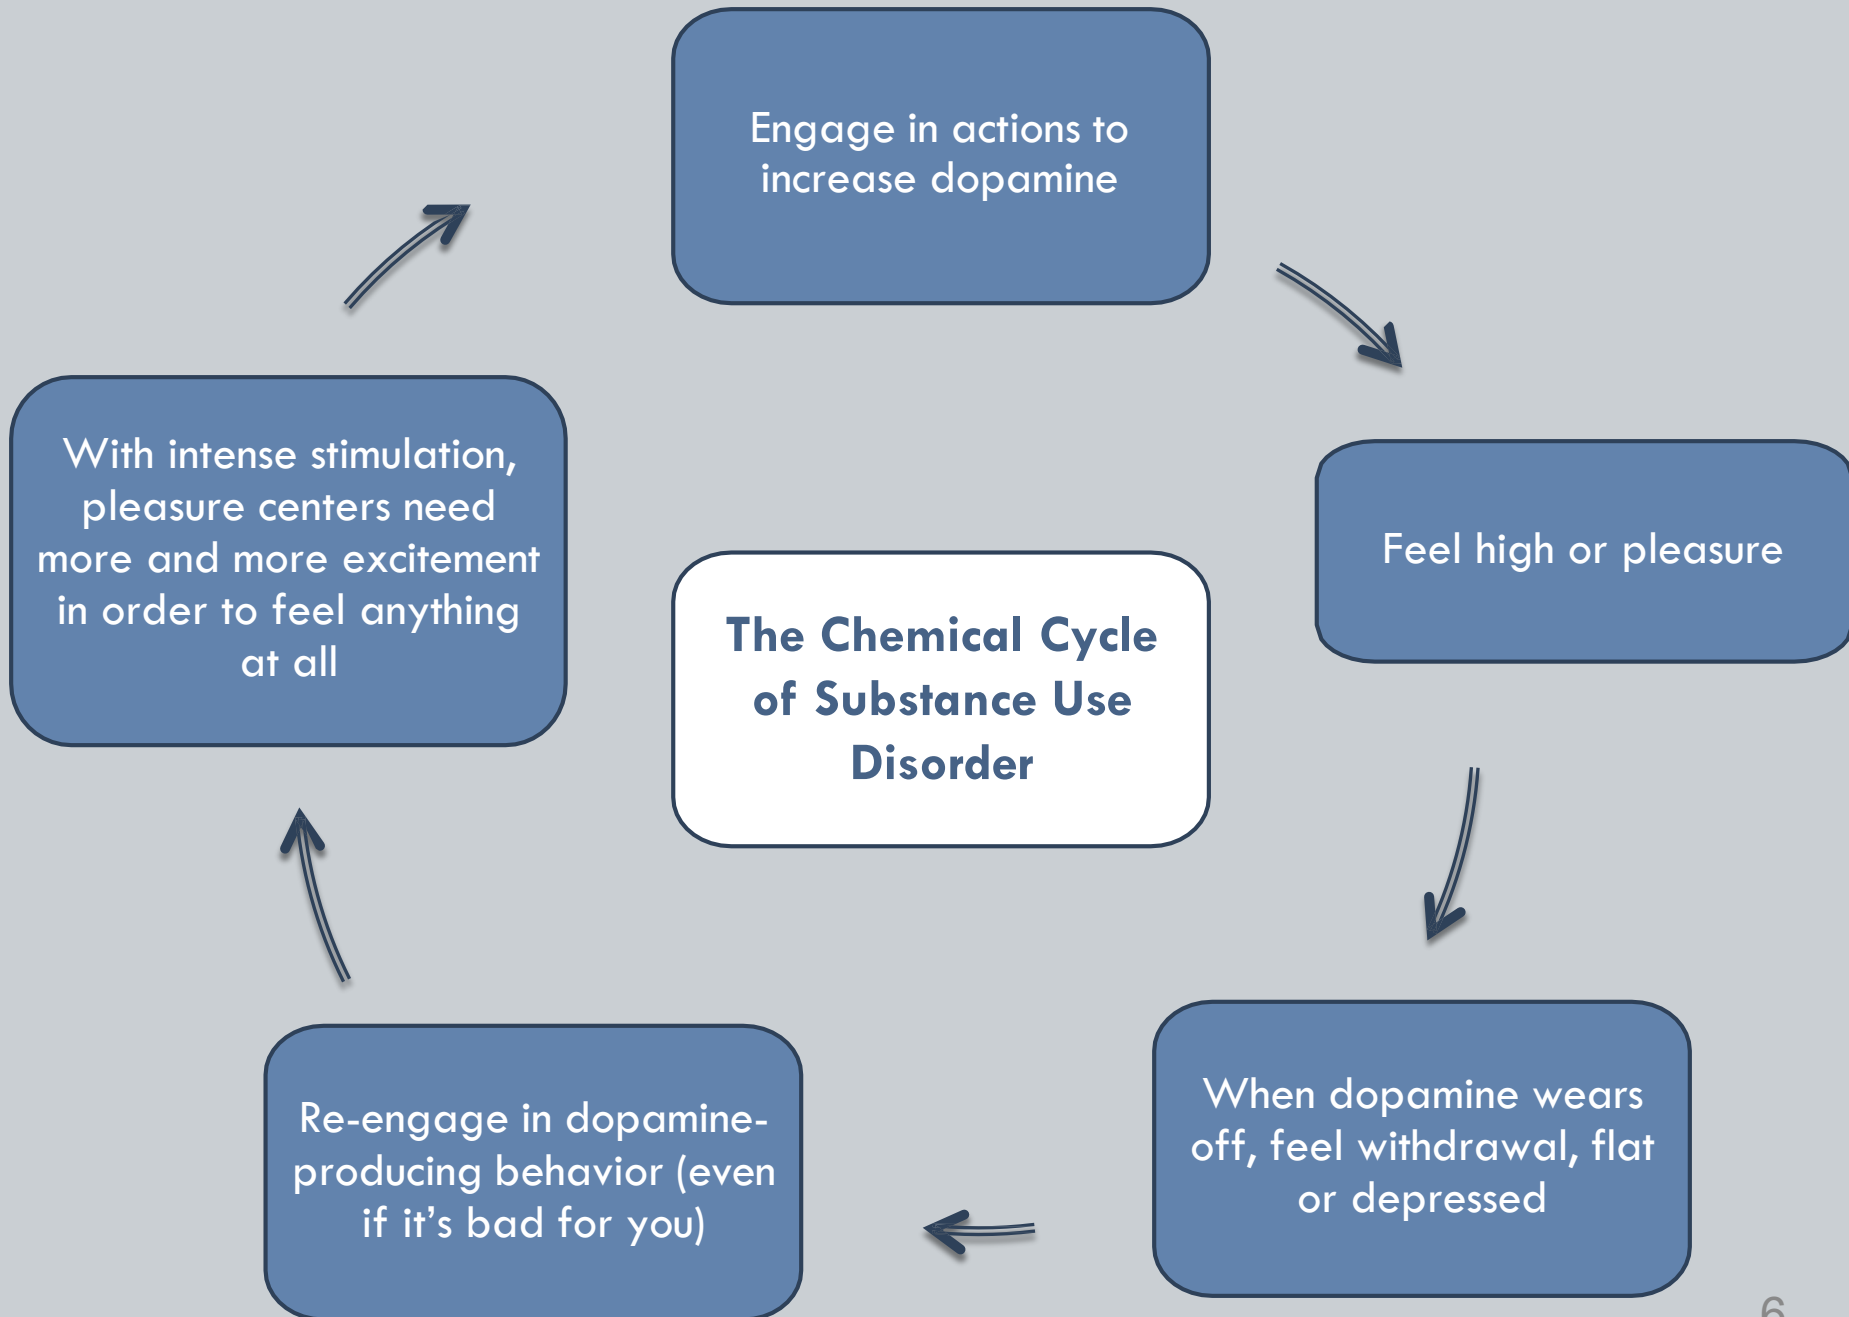 Engage in actions to
increase dopamine
Feel high or pleasure
When dopamine wears
off, feel withdrawal, flat
or depressed
Re-engage in dopamine-
producing behavior (even
if it's bad for you)
With intense stimulation,
pleasure centers need
more and more excitement
in order to feel anything
at all
The Chemical Cycle
of Substance Use
Disorder
6